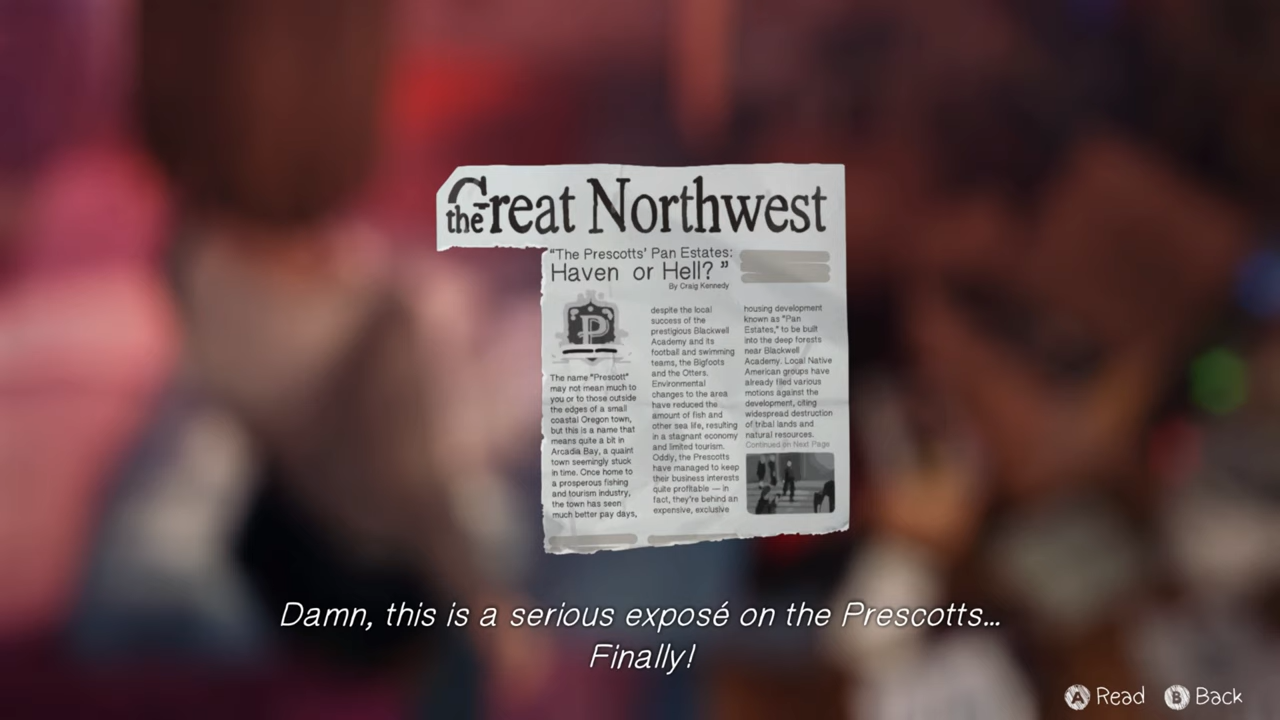 the Great Northwest
"The Prescotts' Pan Estates:
Haven or Hell?"
By Craig Kennedy
P
The name "Prescott"
may not mean much to
you or to those outside
the edges of a small
coastal Oregon town,
but this is a name that
means quite a bit in
Arcadia Bay, a quaint
town seemingly stuck
in time. Once home to
a prosperous fishing
and tourism industry,
the town has seen
much better pay days,
despite the local
success of the
prestigious Blackwell
Academy and its
football and swimming
teams, the Bigfoots
and the Otters.
Environmental
changes to the area
have reduced the
amount of fish and
other sea life, resulting
in a stagnant economy
and limited tourism.
Oddly, the Prescotts
have managed to keep
their business interests
quite profitable — in
fact, they're behind an
expensive, exclusive
housing development
known as "Pan
Estates," to be built
into the deep forests
near Blackwell
Academy. Local Native
American groups have
already filed various
motions against the
development, citing
widespread destruction
of tribal lands and
natural resources.
Continued on Next Page
Damn, this is a serious exposé on the Prescotts...
Finally!
A Read B Back